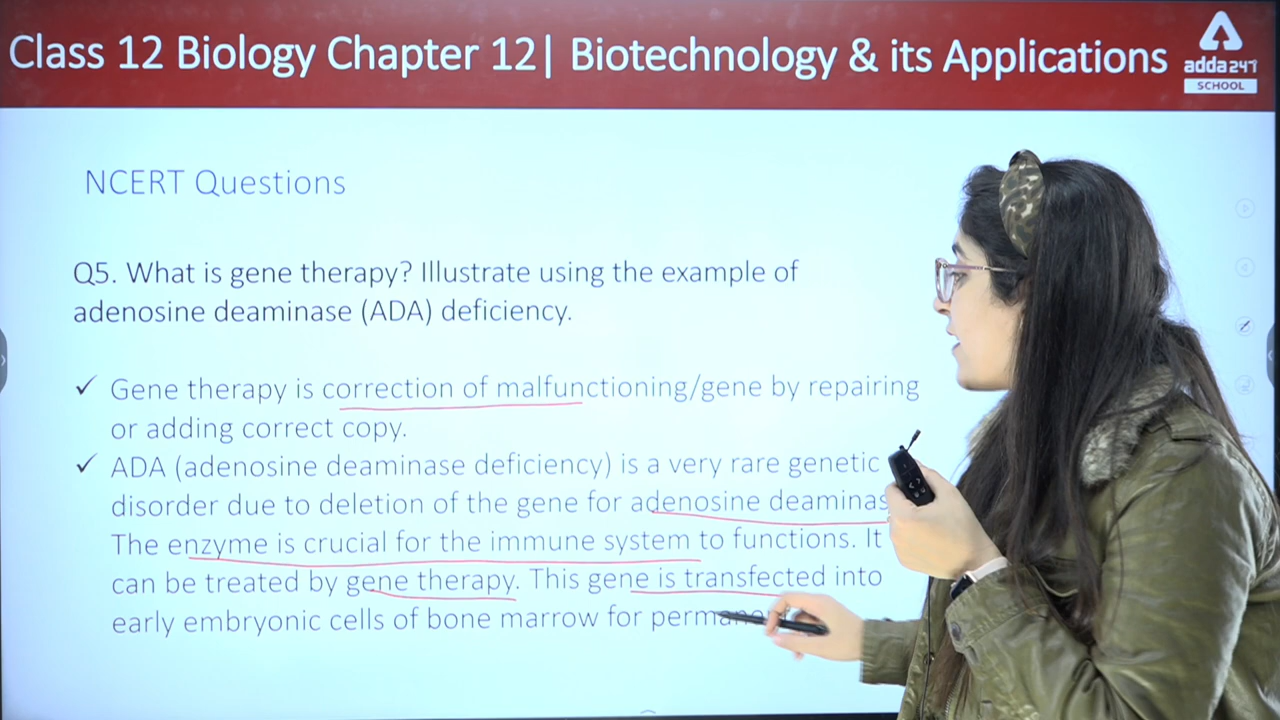 Class 12 Biology Chapter 12| Biotechnology & its Applications
adda247
SCHOOL
NCERT Questions
Q5. What is gene therapy? Illustrate using the example of
adenosine deaminase (ADA) deficiency.
✓ Gene therapy is correction of malfunctioning/gene by repairing
or adding correct copy.
✓ ADA (adenosine deaminase deficiency) is a very rare genetic
disorder due to deletion of the gene for adenosine deaminas
The enzyme is crucial for the immune system to functions. It
can be treated by gene therapy. This gene is transfected into
early embryonic cells of bone marrow for